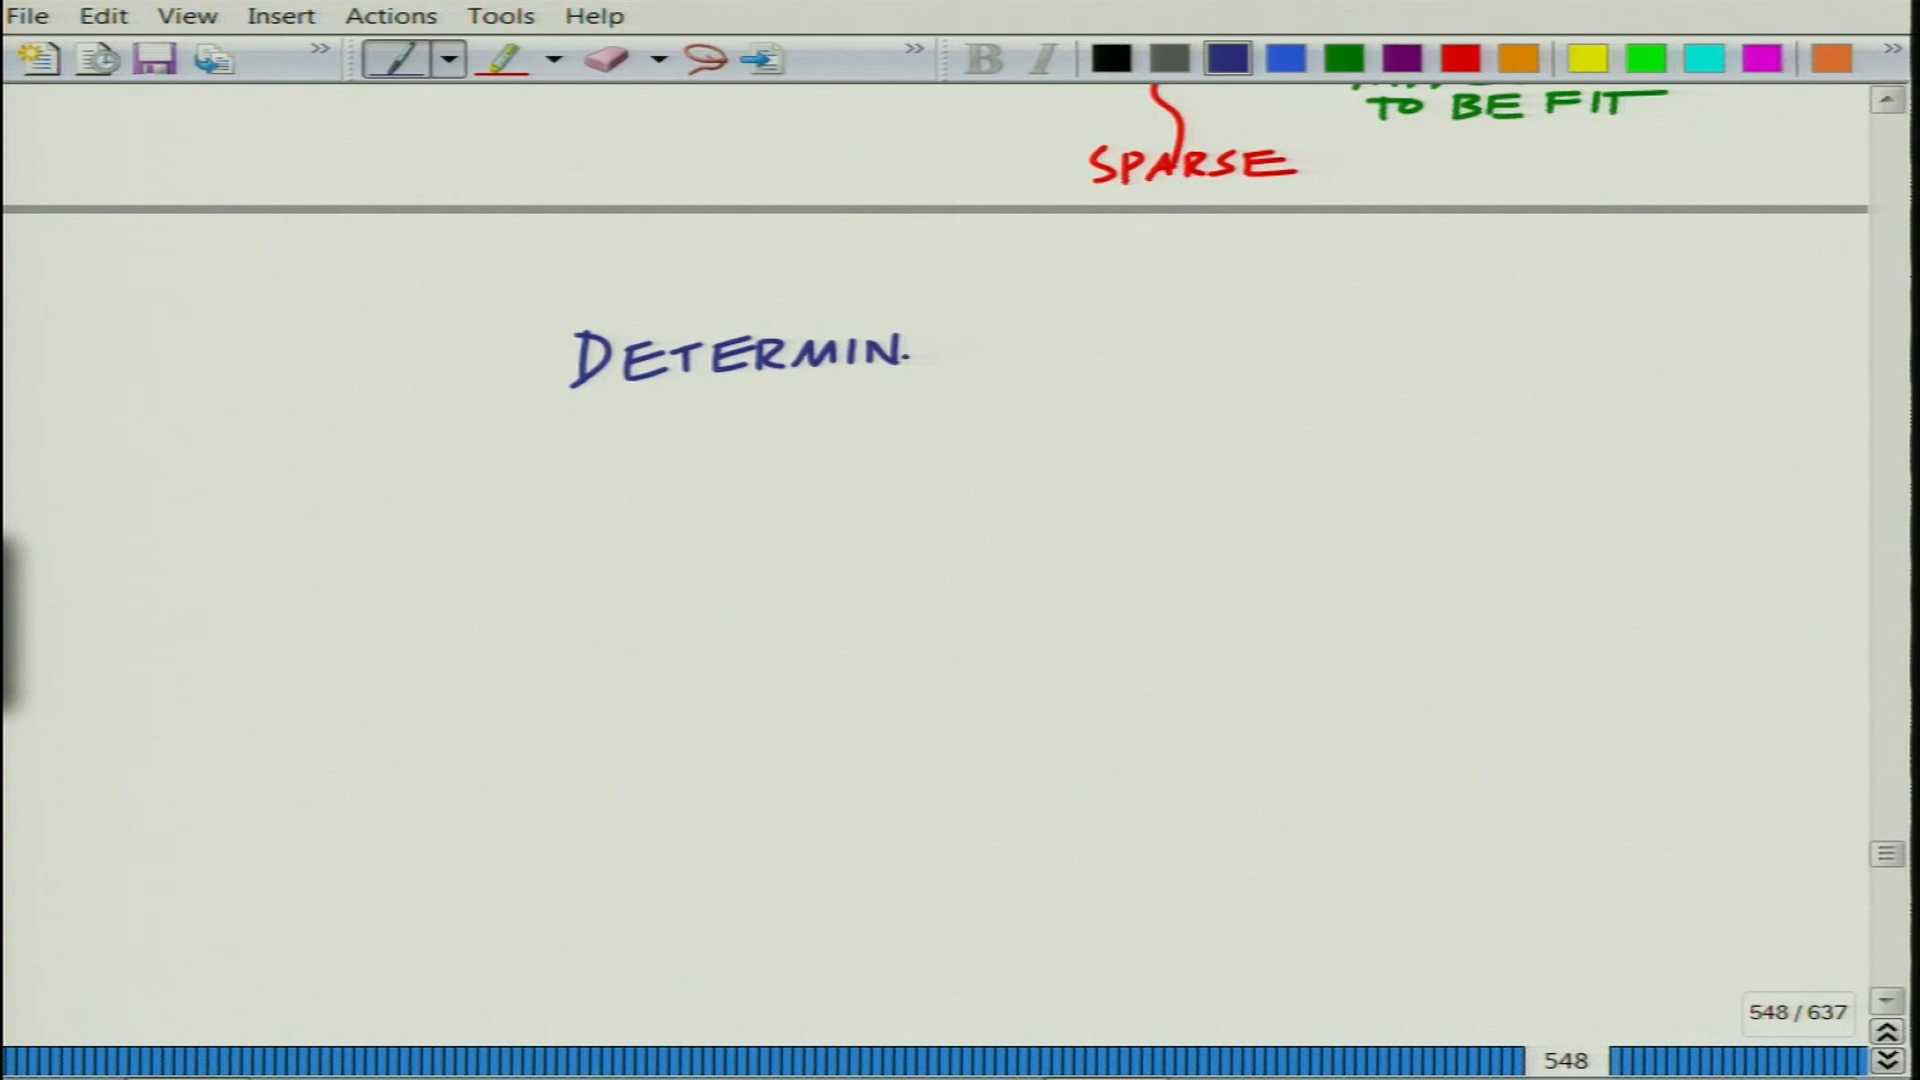 File Edit View Insert Actions Tools Help
B I
TO BE FIT
SPARSE
DETERMIN.
548 / 637
548